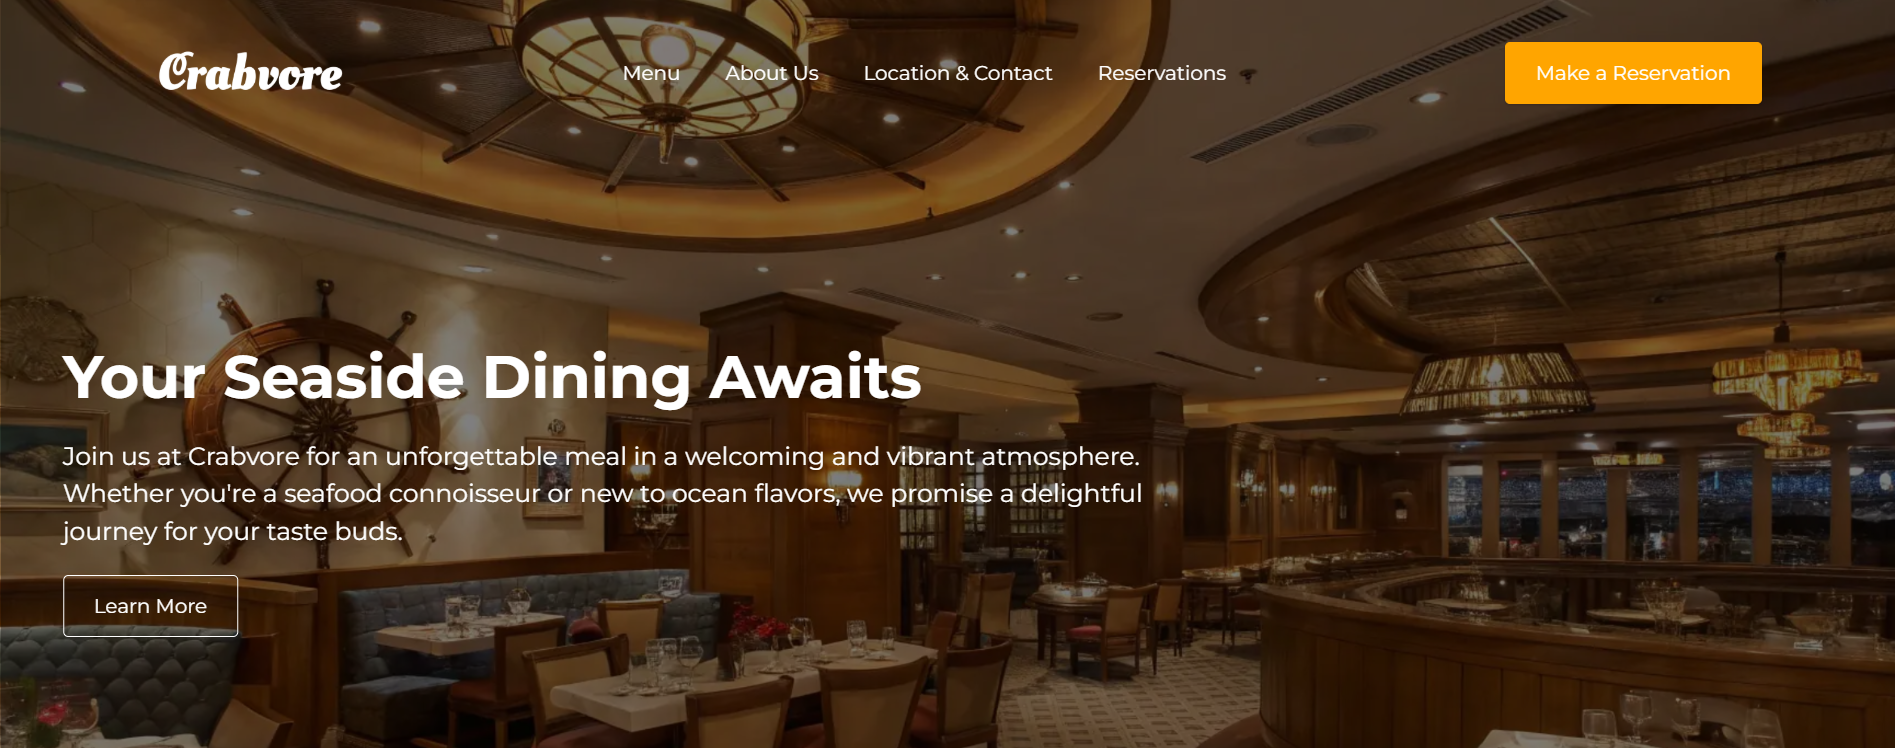 Crabvore
Menu
About Us
Location & Contact
Reservations
Make a Reservation
Your Seaside Dining Awaits
Join us at Crabvore for an unforgettable meal in a welcoming and vibrant atmosphere.
Whether you're a seafood connoisseur or new to ocean flavors, we promise a delightful
journey for your taste buds.
Learn More